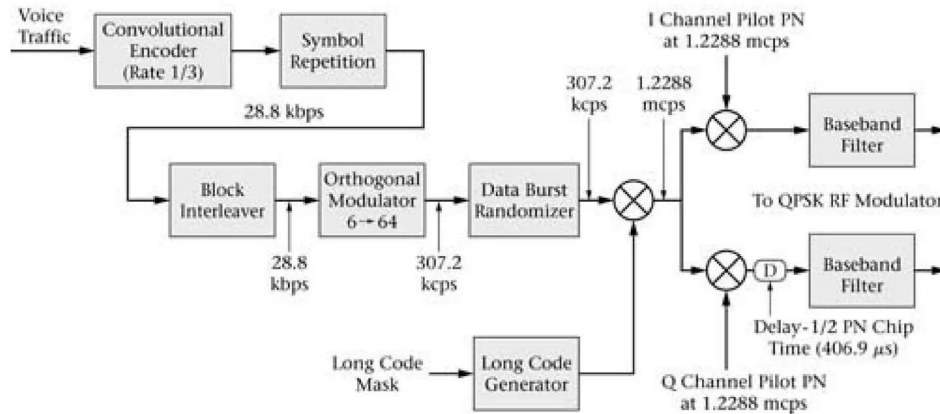 Voice
Traffic
Convolutional
Encoder
(Rate 1/3)
Symbol
Repetition
I Channel Pilot PN
at 1.2288 mcps
307.2
kcps
1.2288
mcps
Baseband
Filter
28.8 kbps
Block
Interleaver
Orthogonal
Modulator
6→64
Data Burst
Randomizer
To QPSK RF Modulator
28.8
kbps
307.2
kcps
D
Baseband
Filter
Delay-1/2 PN Chip
Time (406.9 μs)
Long Code
Mask
Long Code
Generator
Q Channel Pilot PN
at 1.2288 mcps